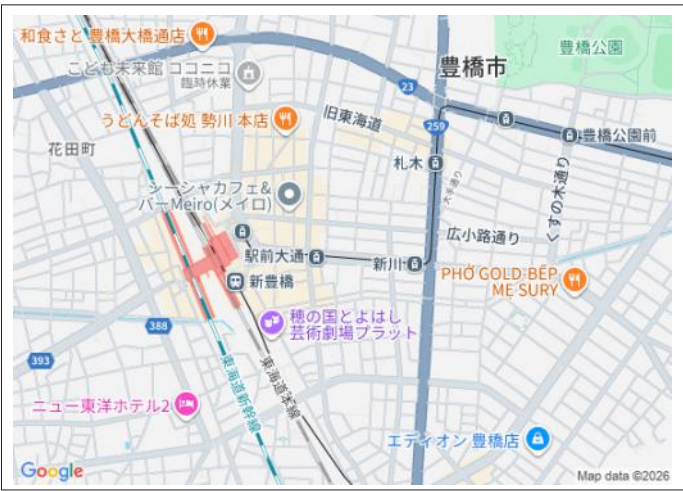 和食さと 豊橋大橋通店
豊橋公園
豊橋市
こども未来館 ココニコ
臨時休業
23
うどんそば処 勢川 本店
旧東海道
259
豊橋公園前
花田町
札木
大手通り
くすの木通り
シーシャカフェ&
バーMeiro(メイロ)
広小路通り
駅前大通
新川
新豊橋
PHỞ GOLD BẾP
MẸ SURY
穂の国とよはし
芸術劇場プラット
388
393
東海道新幹線
東海道本線
ニュー東洋ホテル2
エディオン 豊橋店
Google
Map data ©2026